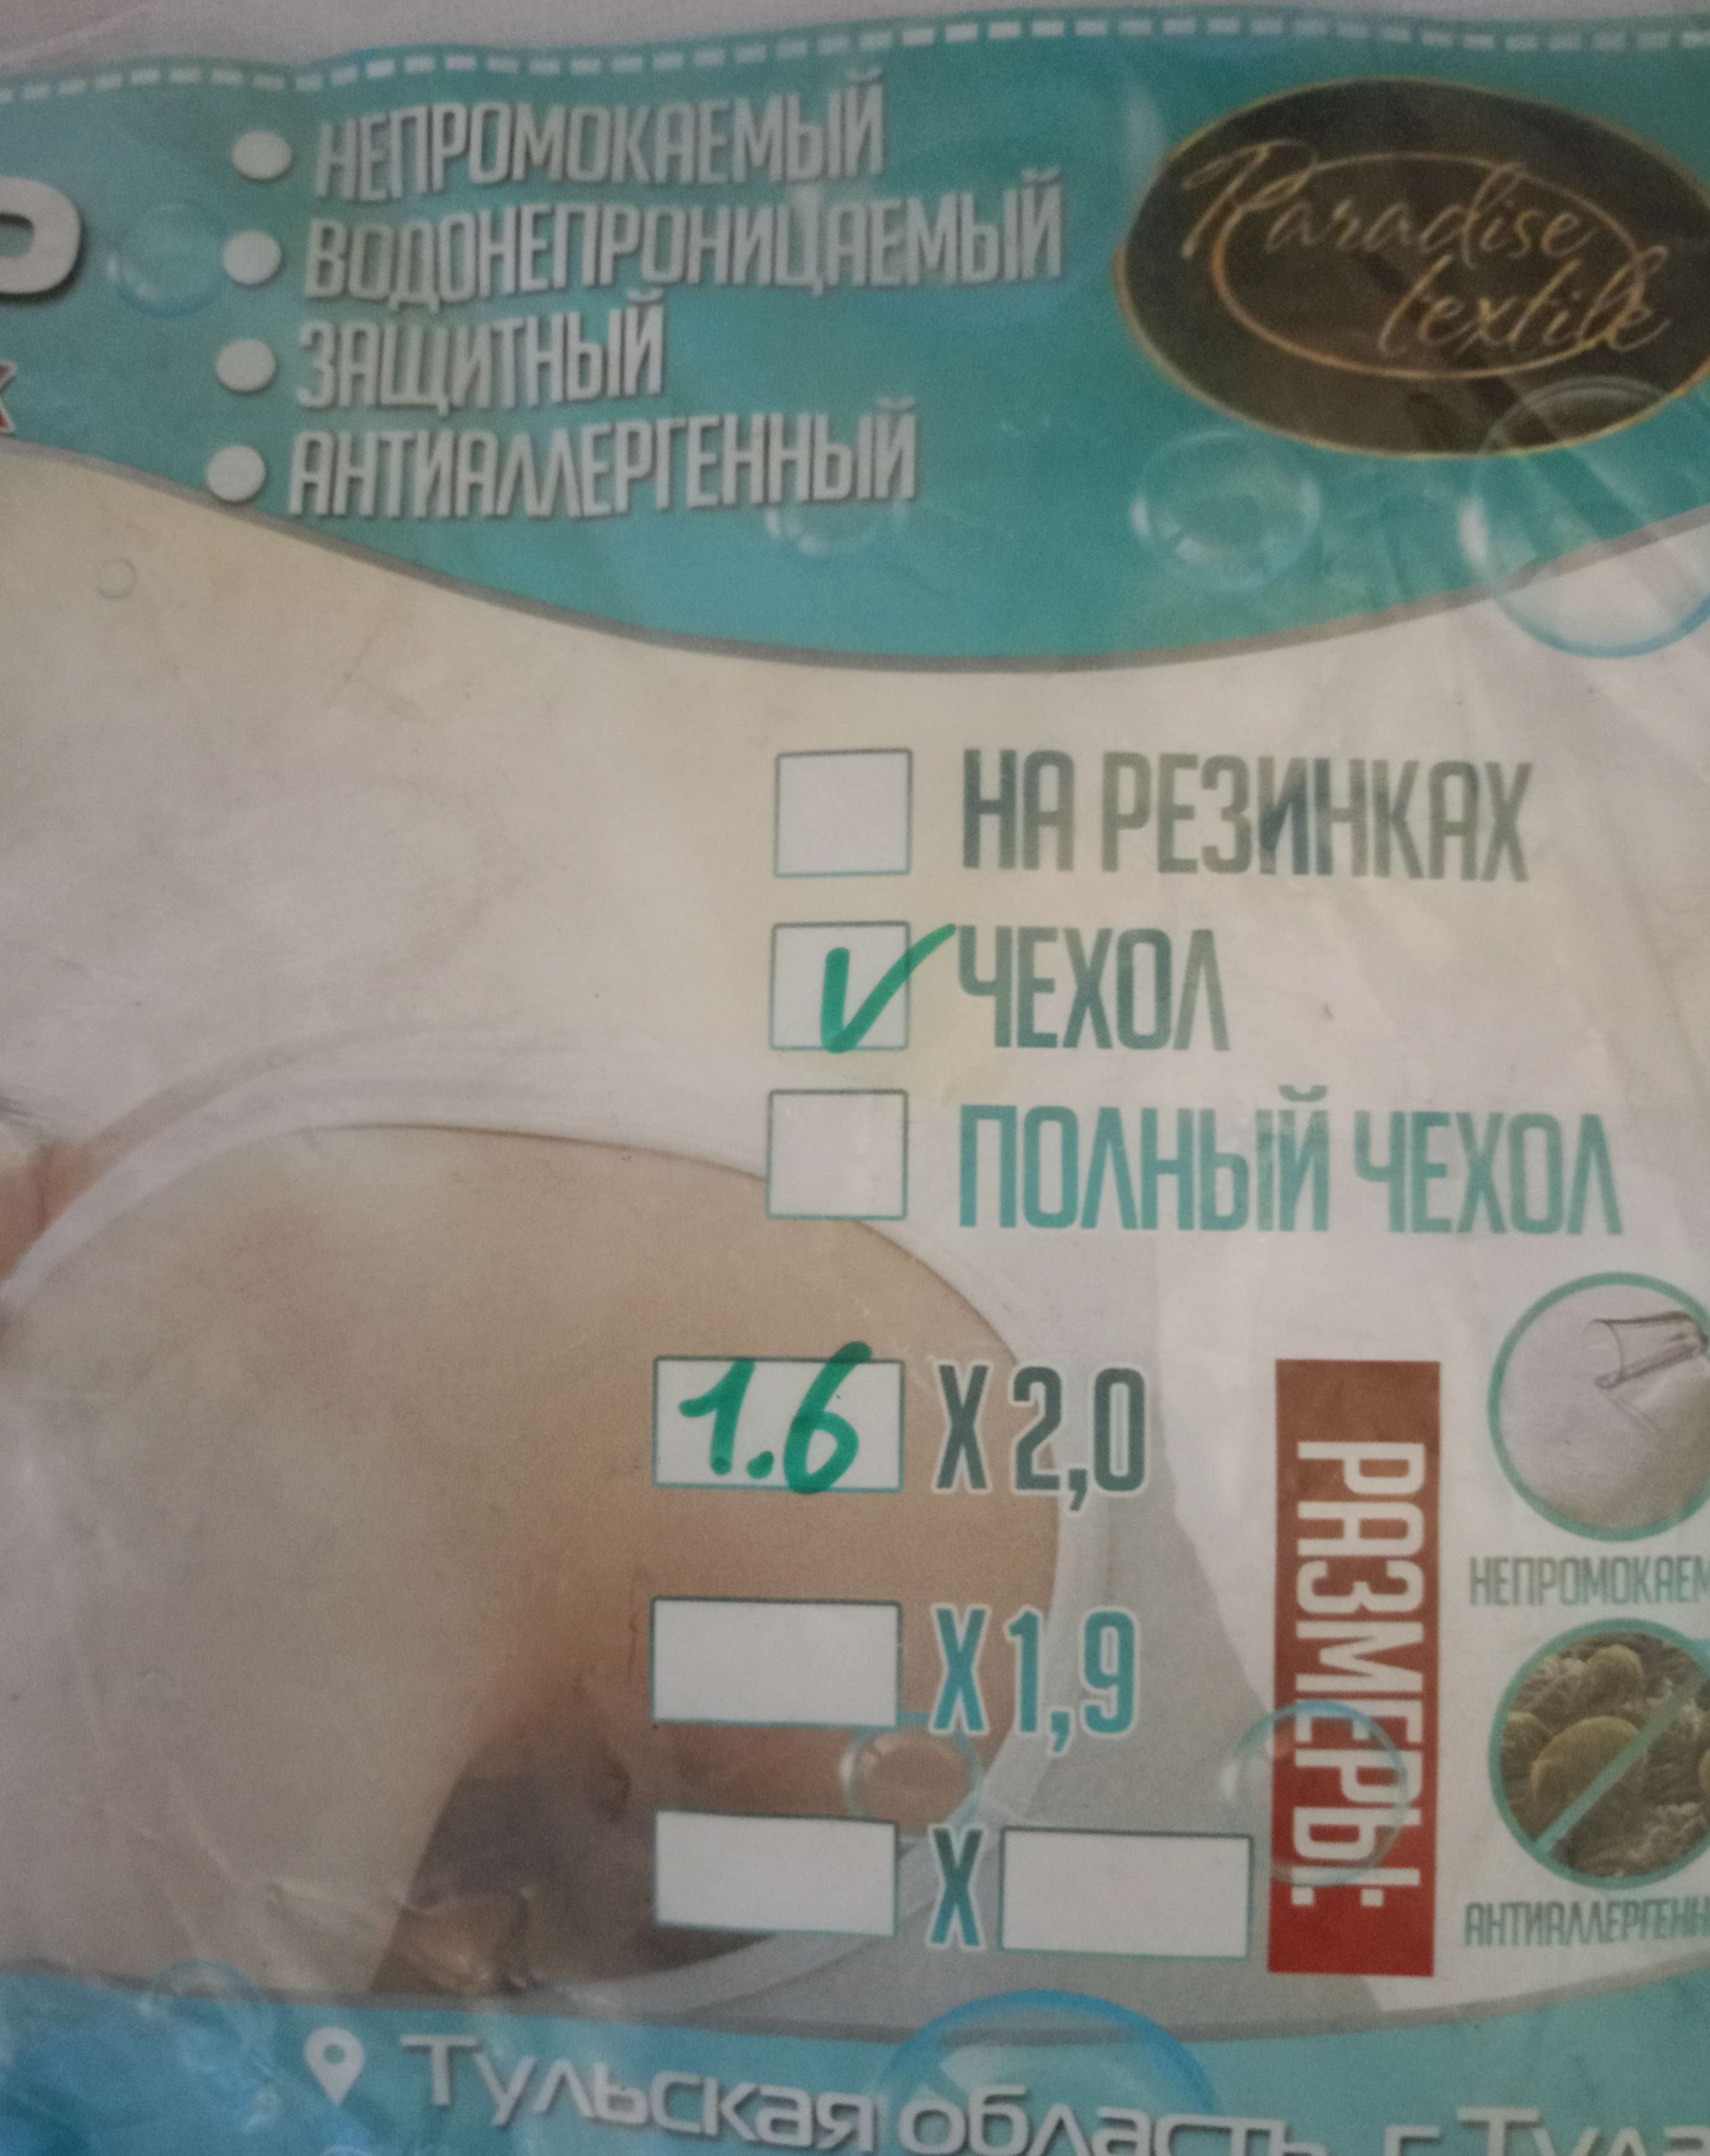 НЕПРОМОКАЕМЫЙ
ВОДОНЕПРОНИЦАЕМЫЙ
ЗАЩИТНЫЙ
АНТИАЛЛЕРГЕННЫЙ
Paradise
textile
НА РЕЗИНКАХ
ЧЕХОЛ
ПОЛНЫЙ ЧЕХОЛ
1.6 X 2,0
X 1,9
X
РАЗМЕРЫ:
НЕПРОМОКАЕМ
АНТИАЛЛЕРГЕНН
Тульская область, г. Тула